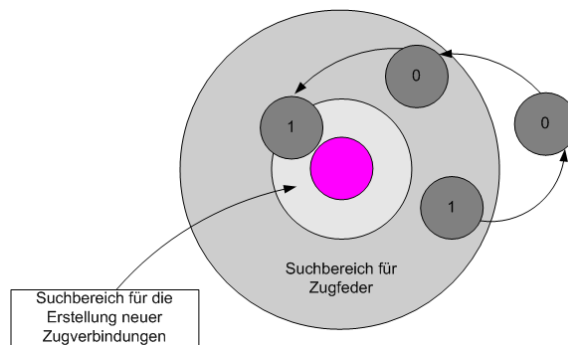 0
0
1
1
Suchbereich für
Zugfeder
Suchbereich für die
Erstellung neuer
Zugverbindungen